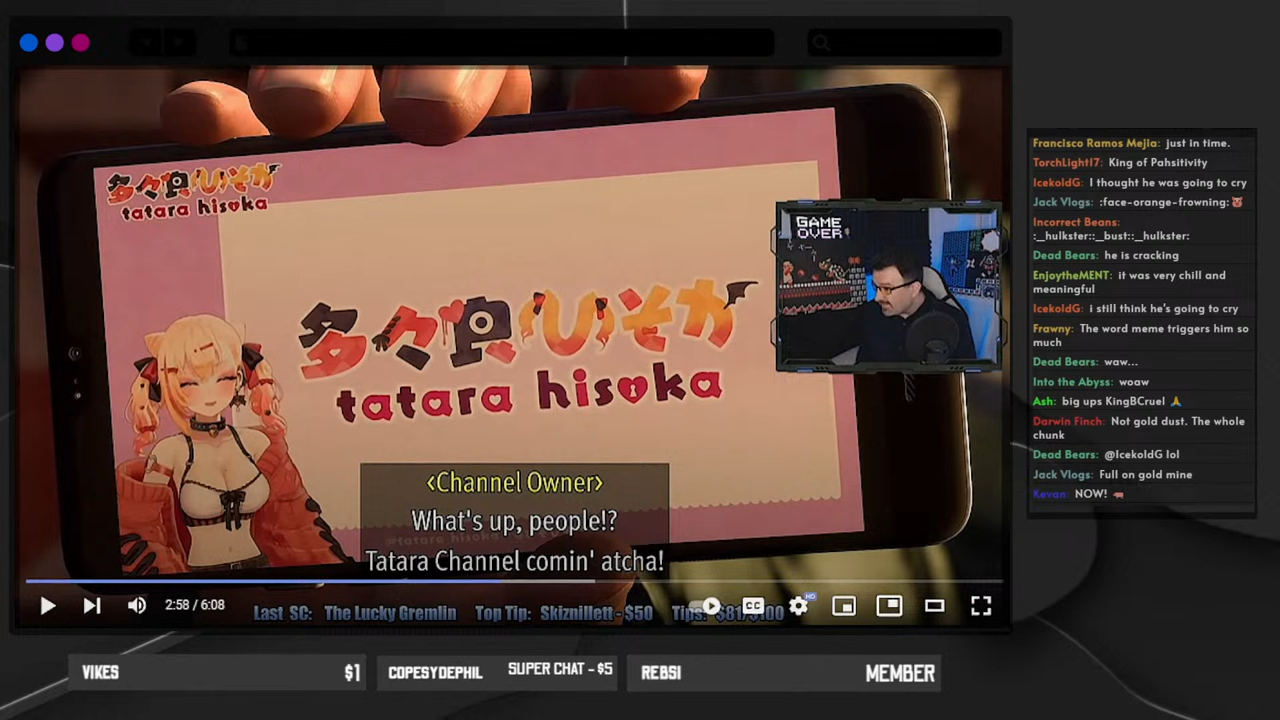 多々良ひそか
tatara hisoka
多々良ひそか
tatara hisoka
GAME
OVER
<Channel Owner>
What's up, people!?
Tatara Channel comin' atcha!
2:58 / 6:08
CC
HD
Last SC: The Lucky Gremlin Top Tip: Skiznillett - $50 Tips: $81/$100
VIKES $1
COPESYDEPHIL SUPER CHAT - $5
REBSI MEMBER
Francisco Ramos Mejia: just in time.
TorchLight17: King of Pahsitivity
IcekoldG: I thought he was going to cry
Jack Vlogs: :face-orange-frowning:
Incorrect Beans:
:_hulkster::_bust::_hulkster:
Dead Bears: he is cracking
EnjoytheMENT: it was very chill and
meaningful
IcekoldG: i still think he's going to cry
Frawny: The word meme triggers him so
much
Dead Bears: waw...
Into the Abyss: woaw
Ash: big ups KingBCruel 🙏
Darwin Finch: Not gold dust. The whole
chunk
Dead Bears: @IcekoldG lol
Jack Vlogs: Full on gold mine
Kevan: NOW!